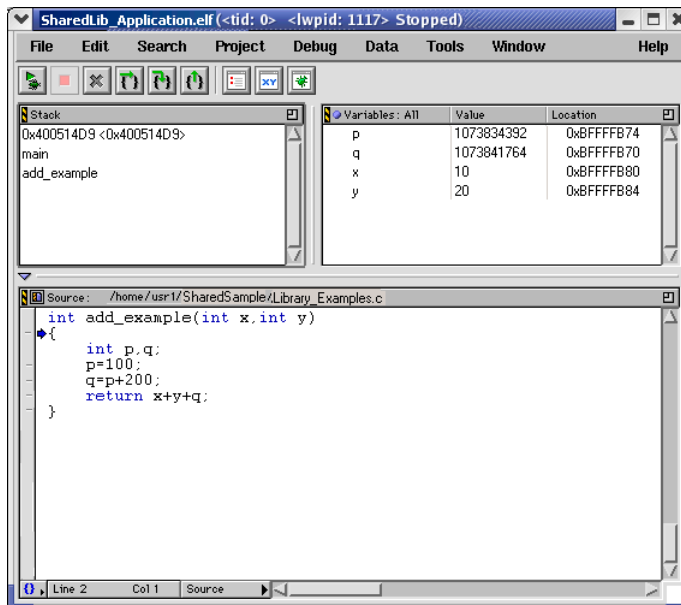 SharedLib_Application.elf (<tid: 0> <lwpid: 1117> Stopped)
File Edit Search Project Debug Data Tools Window Help
XY
Stack
0x400514D9 <0x400514D9>
main
add_example
Variables: All Value Location
p 1073834392 0xBFFFFB74
q 1073841764 0xBFFFFB70
x 10 0xBFFFFB80
y 20 0xBFFFFB84
Source: /home/usr1/SharedSample/Library_Examples.c
int add_example(int x,int y)
{
int p,q;
p=100;
q=p+200;
return x+y+q;
}
{} Line 2 Col 1 Source